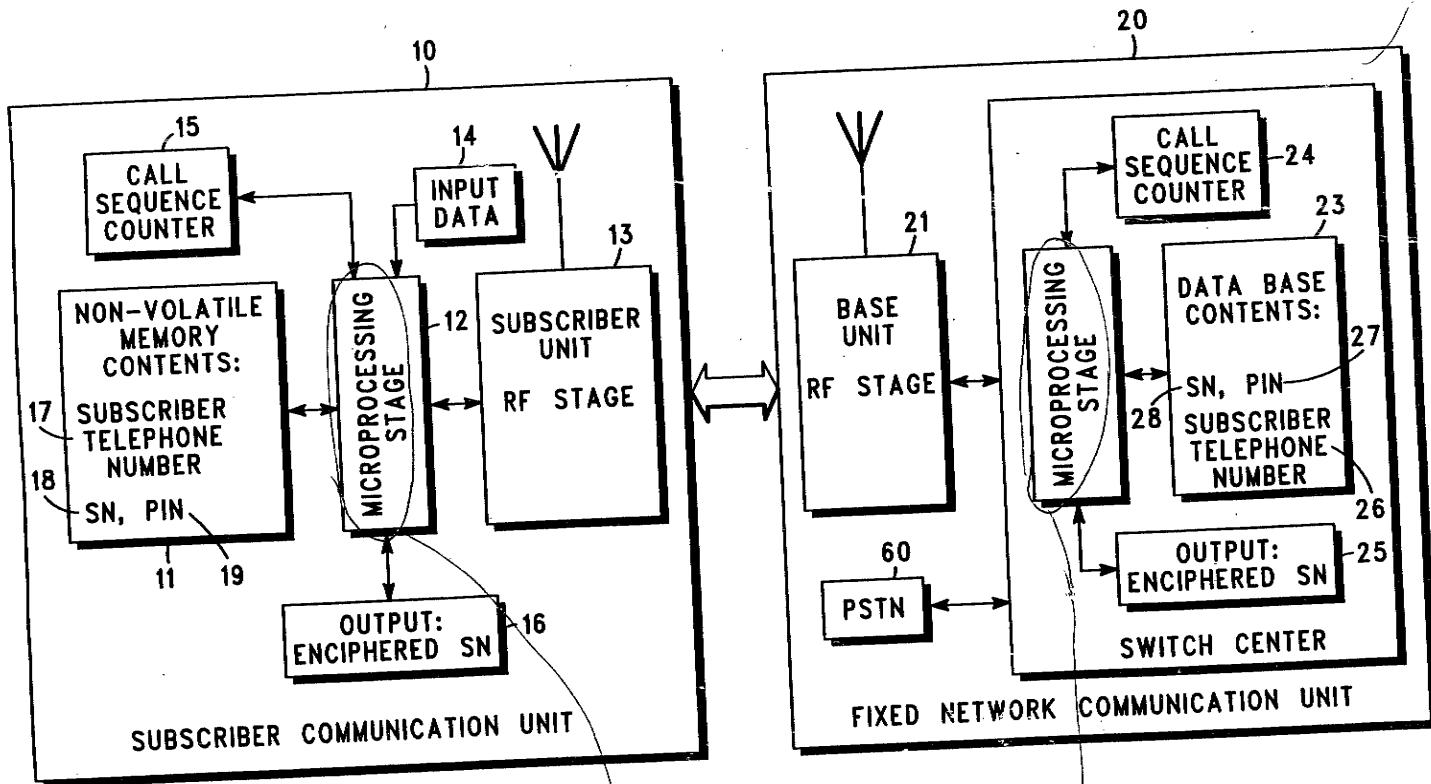 10
15
CALL
SEQUENCE
COUNTER
14
INPUT
DATA
13
NON-VOLATILE
MEMORY
CONTENTS:
17
SUBSCRIBER
TELEPHONE
NUMBER
18
SN, PIN
11
19
MICROPROCESSING
STAGE
12
SUBSCRIBER
UNIT
RF STAGE
OUTPUT:
ENCIPHERED SN
16
SUBSCRIBER COMMUNICATION UNIT
20
CALL
SEQUENCE
COUNTER
24
21
BASE
UNIT
RF STAGE
MICROPROCESSING
STAGE
23
DATA BASE
CONTENTS:
27
SN, PIN
28
SUBSCRIBER
TELEPHONE
NUMBER
26
60
PSTN
OUTPUT:
ENCIPHERED SN
25
SWITCH CENTER
FIXED NETWORK COMMUNICATION UNIT